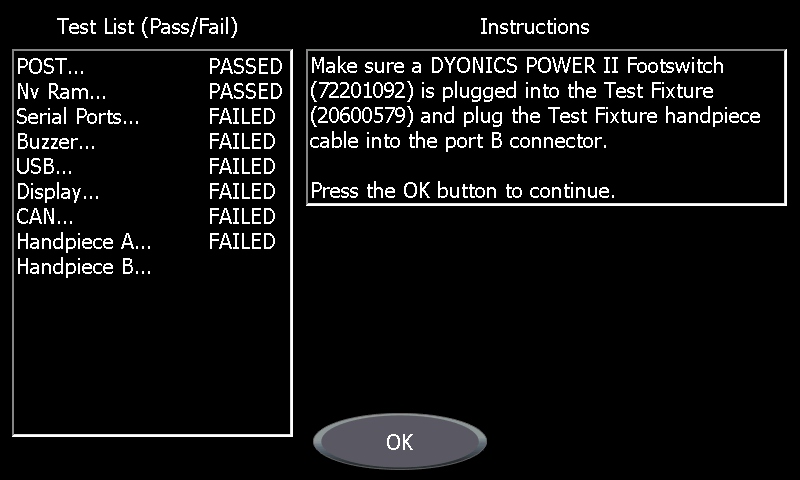 Test List (Pass/Fail)
POST... PASSED
Nv Ram... PASSED
Serial Ports... FAILED
Buzzer... FAILED
USB... FAILED
Display... FAILED
CAN... FAILED
Handpiece A... FAILED
Handpiece B...
Instructions
Make sure a DYONICS POWER II Footswitch
(72201092) is plugged into the Test Fixture
(20600579) and plug the Test Fixture handpiece
cable into the port B connector.
Press the OK button to continue.
OK